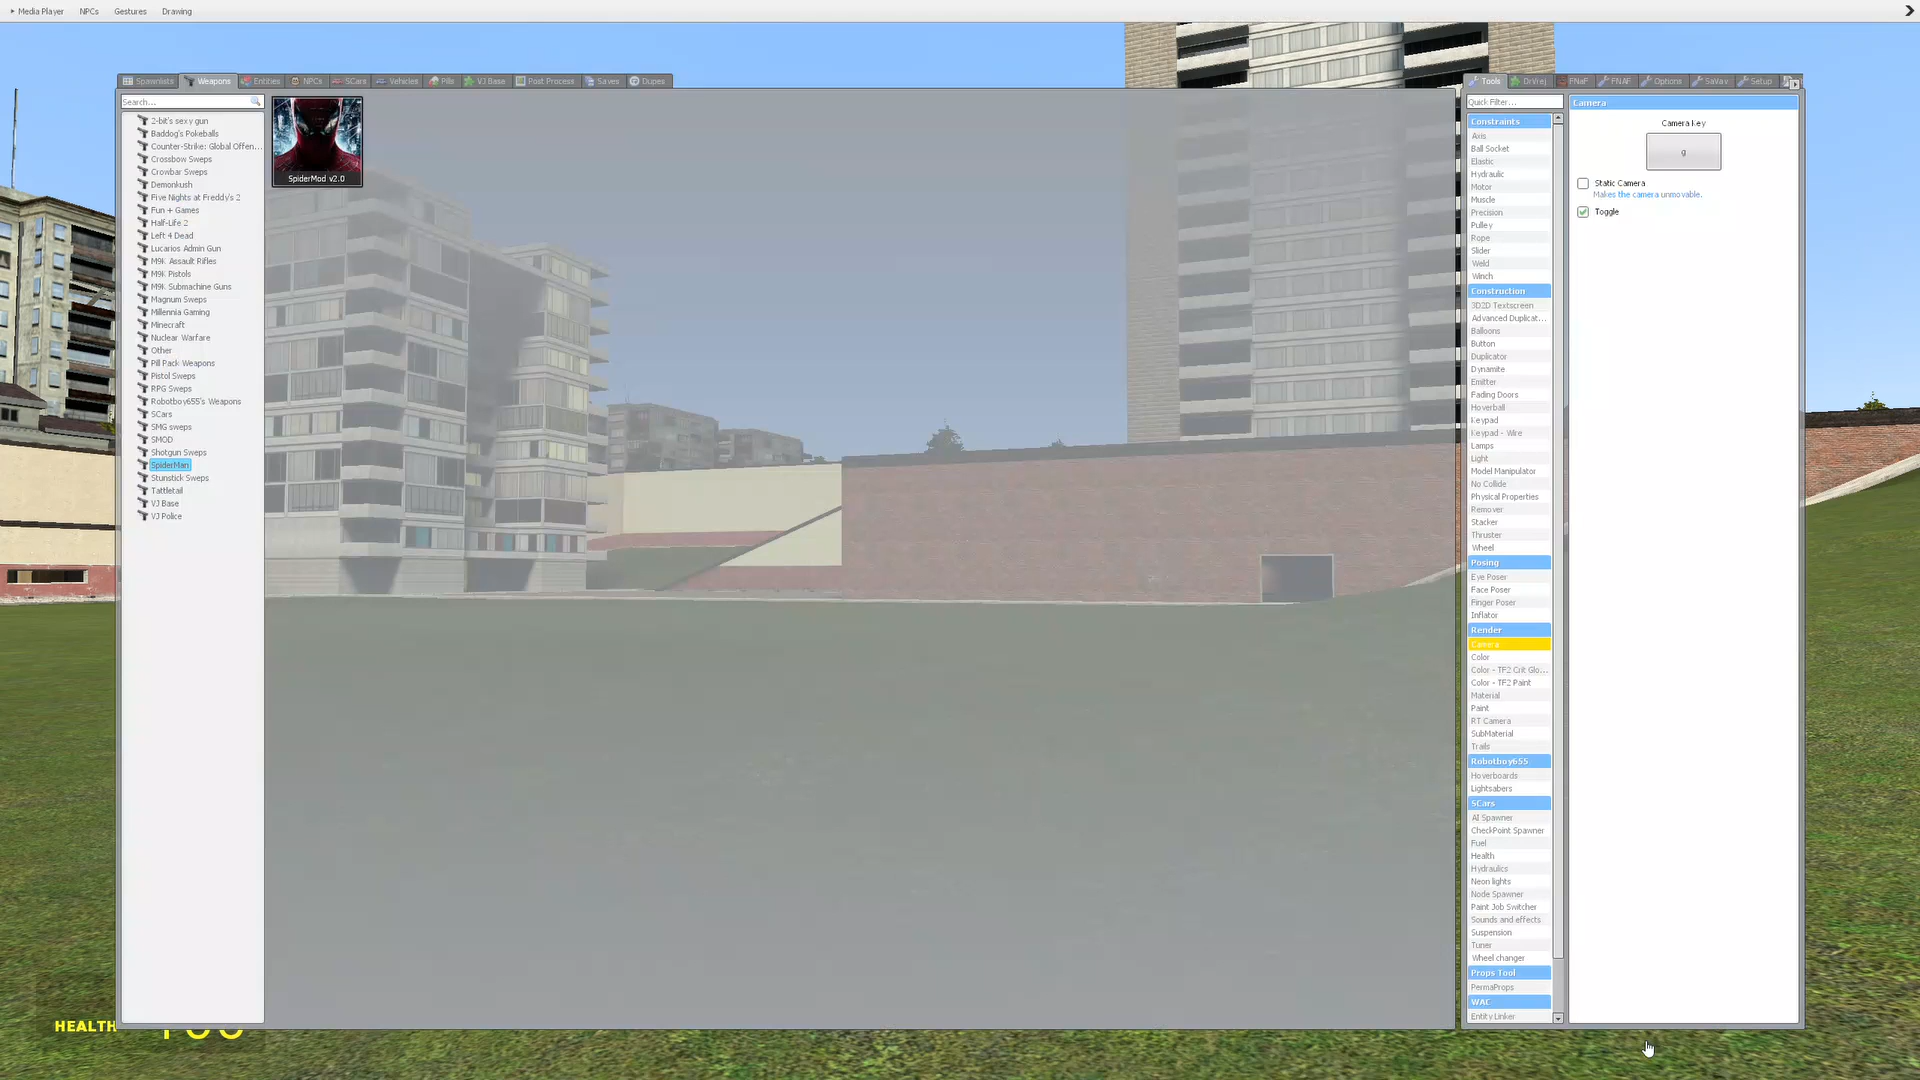 Media Player NPCs Gestures Drawing
Spawnlists Weapons Entities NPCs SCars Vehicles Pills VJ Base Post Process Saves Dupes
Search...
2-bit's sexy gun
Baddog's Pokeballs
Counter-Strike: Global Offen...
Crossbow Sweps
Crowbar Sweps
Demonkush
Five Nights at Freddy's 2
Fun + Games
Half-Life 2
Left 4 Dead
Lucarios Admin Gun
M9K Assault Rifles
M9K Pistols
M9K Submachine Guns
Magnum Sweps
Millennia Gaming
Minecraft
Nuclear Warfare
Other
Pill Pack Weapons
Pistol Sweps
RPG Sweps
Robotboy655's Weapons
SCars
SMG sweps
SMOD
Shotgun Sweps
SpiderMan
Stunstick Sweps
Tattletail
VJ Base
VJ Police
SpiderMod v2.0
HEALTH 100
Tools DrVrej FNaF FNAF Options SaVav Setup
Quick Filter...
Constraints
Axis
Ball Socket
Elastic
Hydraulic
Motor
Muscle
Precision
Pulley
Rope
Slider
Weld
Winch
Construction
3D2D Textscreen
Advanced Duplicat...
Balloons
Button
Duplicator
Dynamite
Emitter
Fading Doors
Hoverball
Keypad
Keypad - Wire
Lamps
Light
Model Manipulator
No Collide
Physical Properties
Remover
Stacker
Thruster
Wheel
Posing
Eye Poser
Face Poser
Finger Poser
Inflator
Render
Camera
Color
Color - TF2 Crit Glo...
Color - TF2 Paint
Material
Paint
RT Camera
SubMaterial
Trails
Robotboy655
Hoverboards
Lightsabers
SCars
AI Spawner
CheckPoint Spawner
Fuel
Health
Hydraulics
Neon lights
Node Spawner
Paint Job Switcher
Sounds and effects
Suspension
Tuner
Wheel changer
Props Tool
PermaProps
WAC
Entity Linker
Camera
Camera Key
g
Static Camera
Makes the camera unmovable.
Toggle